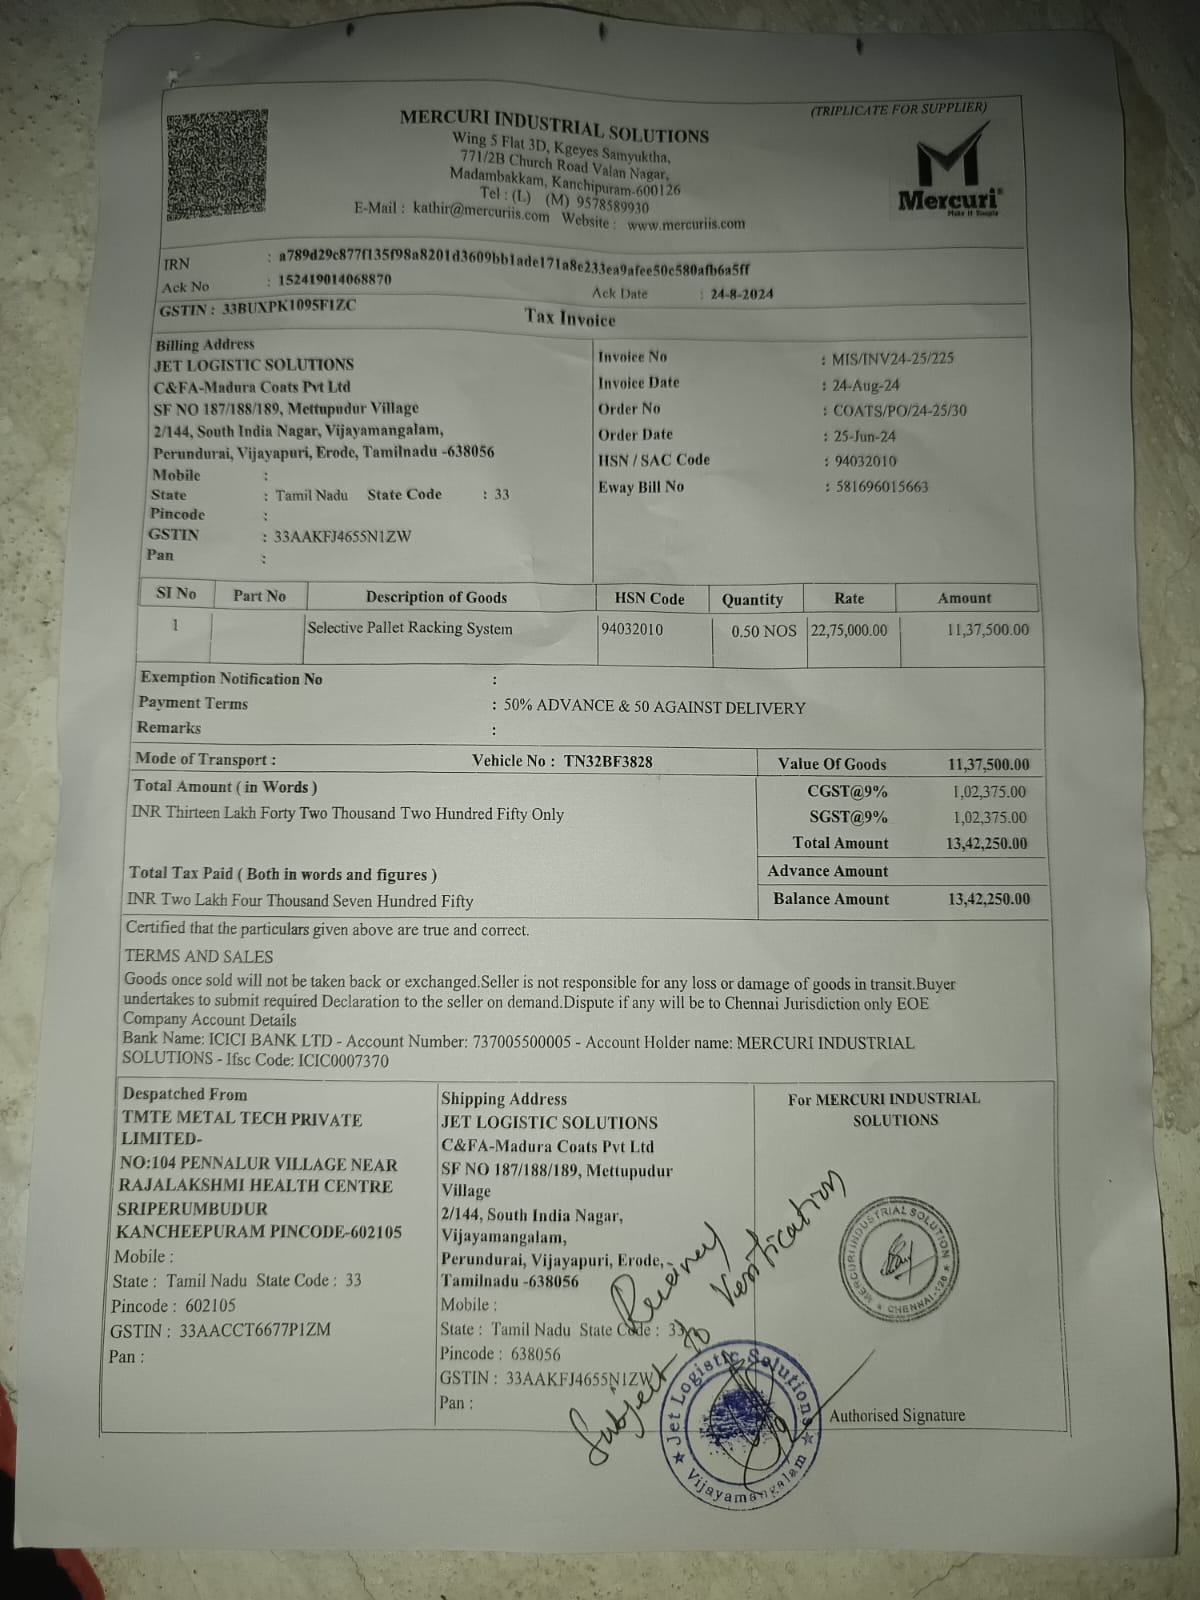 (TRIPLICATE FOR SUPPLIER)
MERCURI INDUSTRIAL SOLUTIONS
Wing 5 Flat 3D, Kgeyes Samyuktha,
771/2B Church Road Valan Nagar,
Madambakkam, Kanchipuram-600126
Tel : (L) (M) 9578589930
E-Mail : kathir@mercuriis.com Website : www.mercuriis.com
Mercuri®
Make It Simple
IRN : a789d29c877f135f98a8201d3609bb1ade171a8e233ea9afee50c580afb6a5ff
Ack No : 152419014068870 Ack Date : 24-8-2024
GSTIN : 33BUXPK1095F1ZC
Tax Invoice
Billing Address
JET LOGISTIC SOLUTIONS
C&FA-Madura Coats Pvt Ltd
SF NO 187/188/189, Mettupudur Village
2/144, South India Nagar, Vijayamangalam,
Perundurai, Vijayapuri, Erode, Tamilnadu -638056
Mobile :
State : Tamil Nadu State Code : 33
Pincode :
GSTIN : 33AAKFJ4655N1ZW
Pan :
Invoice No : MIS/INV24-25/225
Invoice Date : 24-Aug-24
Order No : COATS/PO/24-25/30
Order Date : 25-Jun-24
HSN / SAC Code : 94032010
Eway Bill No : 581696015663
SI No Part No Description of Goods HSN Code Quantity Rate Amount
1 Selective Pallet Racking System 94032010 0.50 NOS 22,75,000.00 11,37,500.00
Exemption Notification No :
Payment Terms : 50% ADVANCE & 50 AGAINST DELIVERY
Remarks :
Mode of Transport : Vehicle No : TN32BF3828
Total Amount ( in Words )
INR Thirteen Lakh Forty Two Thousand Two Hundred Fifty Only
Total Tax Paid ( Both in words and figures )
INR Two Lakh Four Thousand Seven Hundred Fifty
Value Of Goods 11,37,500.00
CGST@9% 1,02,375.00
SGST@9% 1,02,375.00
Total Amount 13,42,250.00
Advance Amount
Balance Amount 13,42,250.00
Certified that the particulars given above are true and correct.
TERMS AND SALES
Goods once sold will not be taken back or exchanged.Seller is not responsible for any loss or damage of goods in transit.Buyer
undertakes to submit required Declaration to the seller on demand.Dispute if any will be to Chennai Jurisdiction only EOE
Company Account Details
Bank Name: ICICI BANK LTD - Account Number: 737005500005 - Account Holder name: MERCURI INDUSTRIAL
SOLUTIONS - Ifsc Code: ICIC0007370
Despatched From
TMTE METAL TECH PRIVATE
LIMITED-
NO:104 PENNALUR VILLAGE NEAR
RAJALAKSHMI HEALTH CENTRE
SRIPERUMBUDUR
KANCHEEPURAM PINCODE-602105
Mobile :
State : Tamil Nadu State Code : 33
Pincode : 602105
GSTIN : 33AACCT6677P1ZM
Pan :
Shipping Address
JET LOGISTIC SOLUTIONS
C&FA-Madura Coats Pvt Ltd
SF NO 187/188/189, Mettupudur
Village
2/144, South India Nagar,
Vijayamangalam,
Perundurai, Vijayapuri, Erode,
Tamilnadu -638056
Mobile :
State : Tamil Nadu State Code : 33
Pincode : 638056
GSTIN : 33AAKFJ4655N1ZW
Pan :
For MERCURI INDUSTRIAL
SOLUTIONS
MERCURI INDUSTRIAL SOLUTION
CHENNAI-126
Subject to
Verification
Jet Logistic Solutions
Vijayamangalam
Authorised Signature